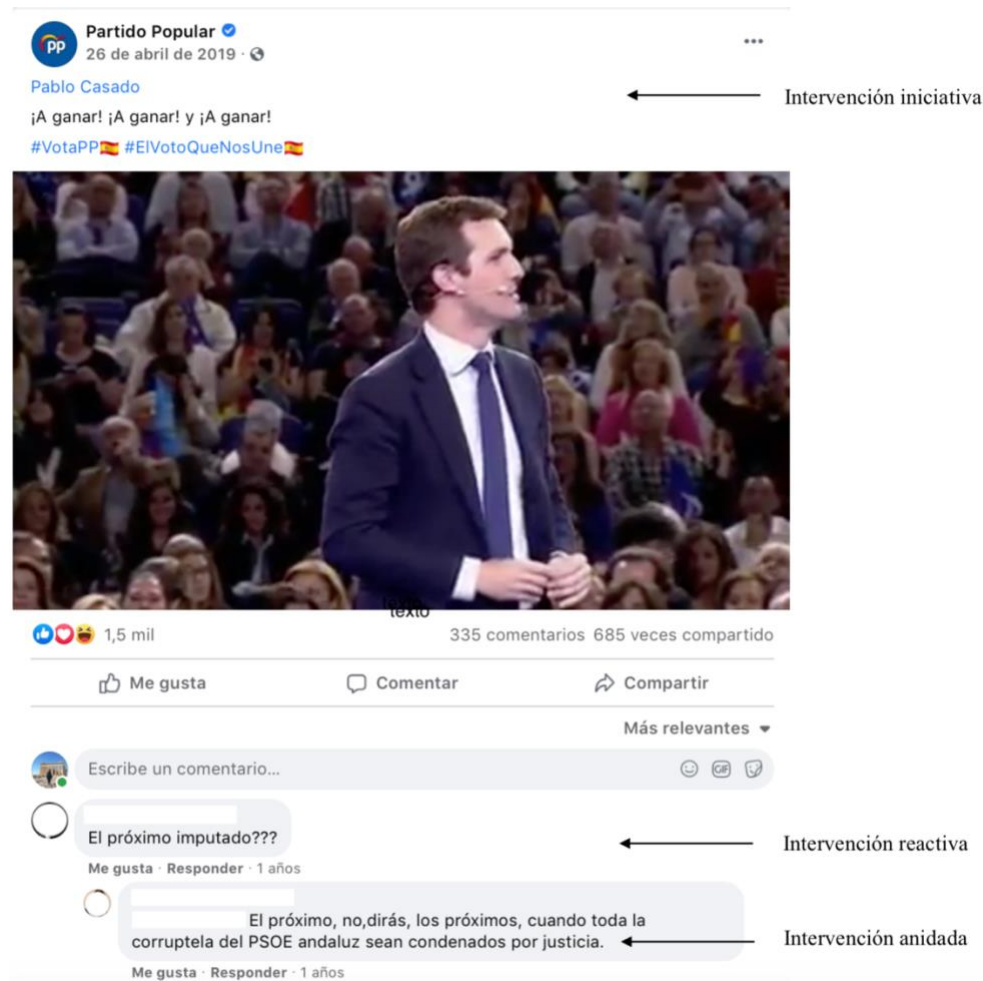 pp
Partido Popular
26 de abril de 2019 ·
Pablo Casado
Intervención iniciativa
¡A ganar! ¡A ganar! y ¡A ganar!
#VotaPP🇪🇸 #ElVotoQueNosUne🇪🇸
texto
1,5 mil
335 comentarios 685 veces compartido
Me gusta Comentar Compartir
Más relevantes
Escribe un comentario...
GIF
El próximo imputado???
Intervención reactiva
Me gusta · Responder · 1 años
El próximo, no,dirás, los próximos, cuando toda la
corruptela del PSOE andaluz sean condenados por justicia.
Intervención anidada
Me gusta · Responder · 1 años